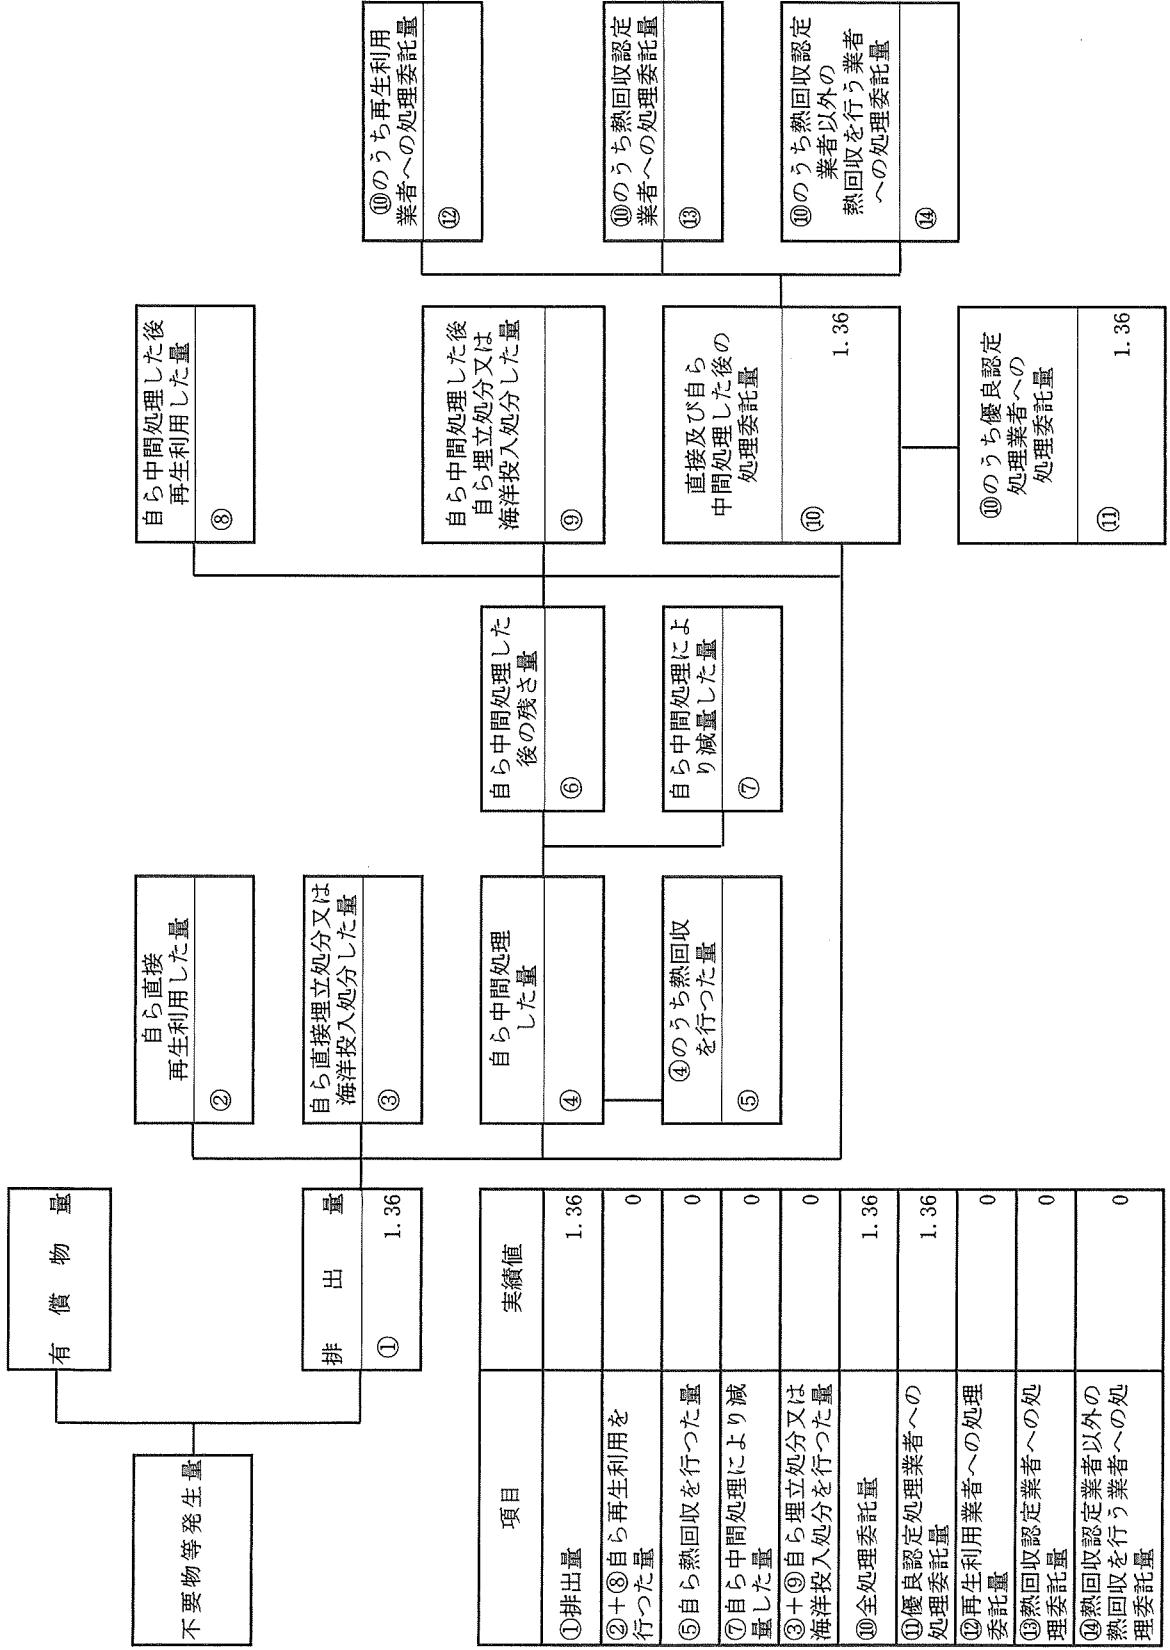 不要物等発生量
有　償　物　量
排　出　量
① 1.36
自ら直接
再生利用した量
②
自ら直接埋立処分又は
海洋投入処分した量
③
自ら中間処理
した量
④
④のうち熱回収
を行つた量
⑤
自ら中間処理した
後の残さ量
⑥
自ら中間処理によ
り減量した量
⑦
自ら中間処理した後
再生利用した量
⑧
自ら中間処理した後
自ら埋立処分又は
海洋投入処分した量
⑨
直接及び自ら
中間処理した後の
処理委託量
⑩ 1.36
⑩のうち優良認定
処理業者への
処理委託量
⑪ 1.36
⑩のうち再生利用
業者への処理委託量
⑫
⑩のうち熱回収認定
業者への処理委託量
⑬
⑩のうち熱回収認定
業者以外の
熱回収を行う業者
への処理委託量
⑭
項目 実績値
①排出量 1.36
②+⑧自ら再生利用を
行つた量 0
⑤自ら熱回収を行つた量 0
⑦自ら中間処理により減
量した量 0
③+⑨自ら埋立処分又は
海洋投入処分を行つた量 0
⑩全処理委託量 1.36
⑪優良認定処理業者への
処理委託量 1.36
⑫再生利用業者への処理
委託量 0
⑬熱回収認定業者への処
理委託量 0
⑭熱回収認定業者以外の
熱回収を行う業者への処
理委託量 0